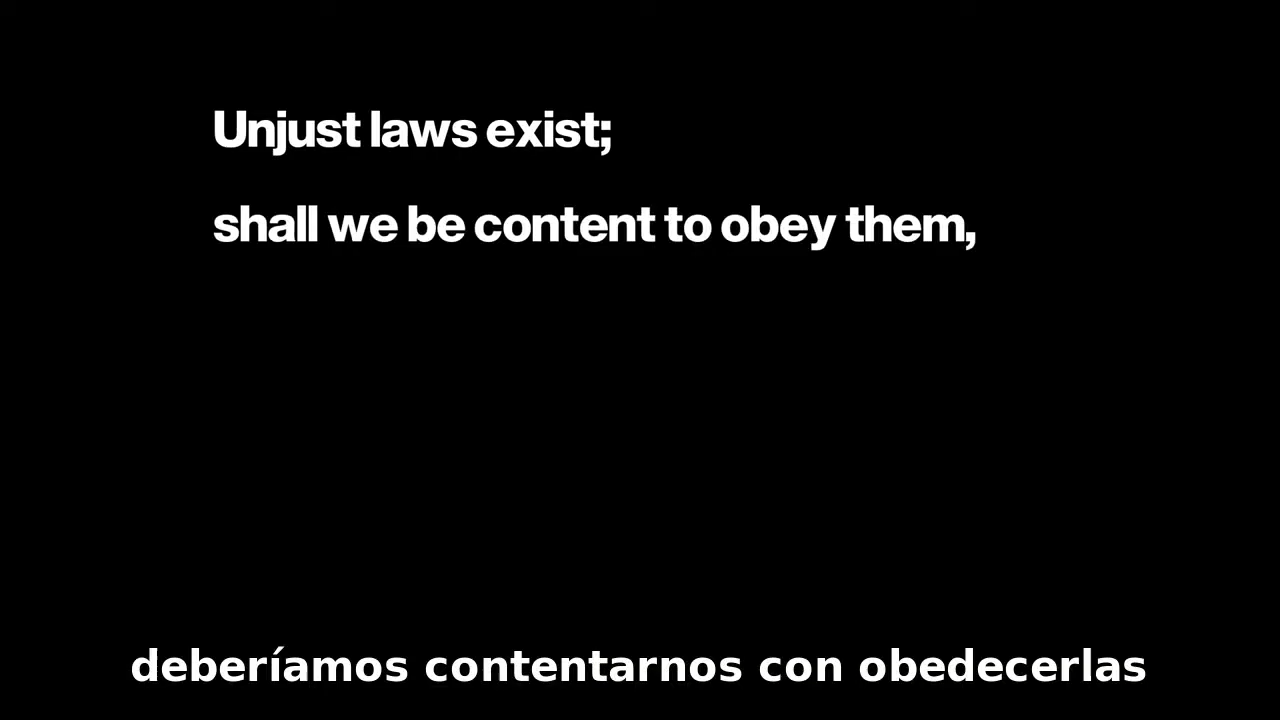 Unjust laws exist;
shall we be content to obey them,
deberíamos contentarnos con obedecerlas